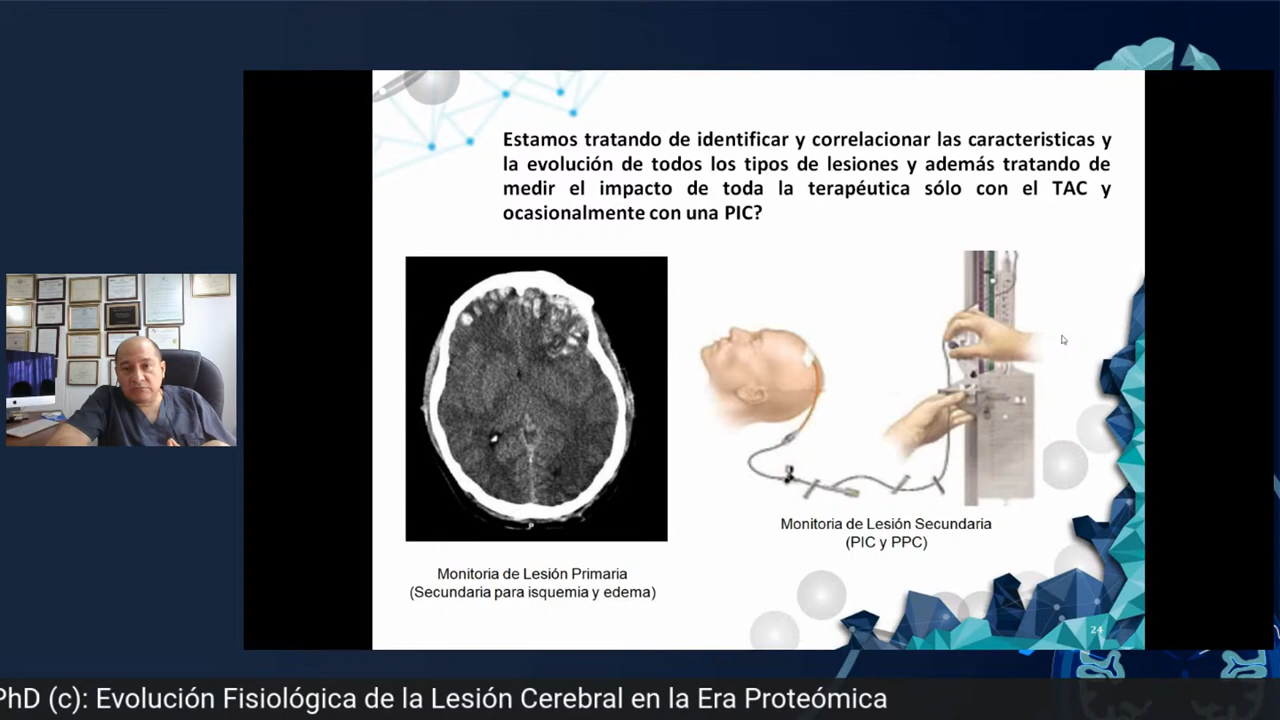 Estamos tratando de identificar y correlacionar las caracteristicas y
la evolución de todos los tipos de lesiones y además tratando de
medir el impacto de toda la terapéutica sólo con el TAC y
ocasionalmente con una PIC?
Monitoria de Lesión Secundaria
(PIC y PPC)
Monitoria de Lesión Primaria
(Secundaria para isquemia y edema)
24
PhD (c): Evolución Fisiológica de la Lesión Cerebral en la Era Proteómica